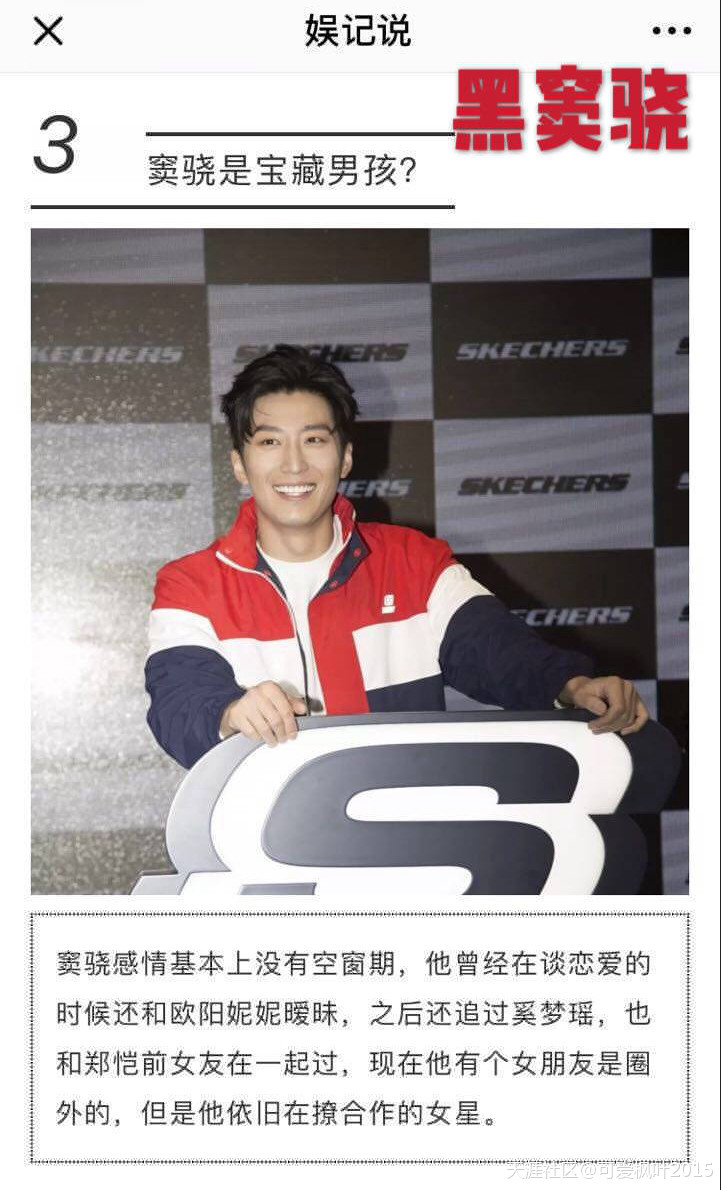 娱记说
黑窦骁
3
窦骁是宝藏男孩？
SKECHERS
SKECHERS
SKECHERS
SKECHERS
窦骁感情基本上没有空窗期，他曾经在谈恋爱的
时候还和欧阳妮妮暧昧，之后还追过奚梦瑶，也
和郑恺前女友在一起过，现在他有个女朋友是圈
外的，但是他依旧在撩合作的女星。
天涯社区@可爱枫叶2015